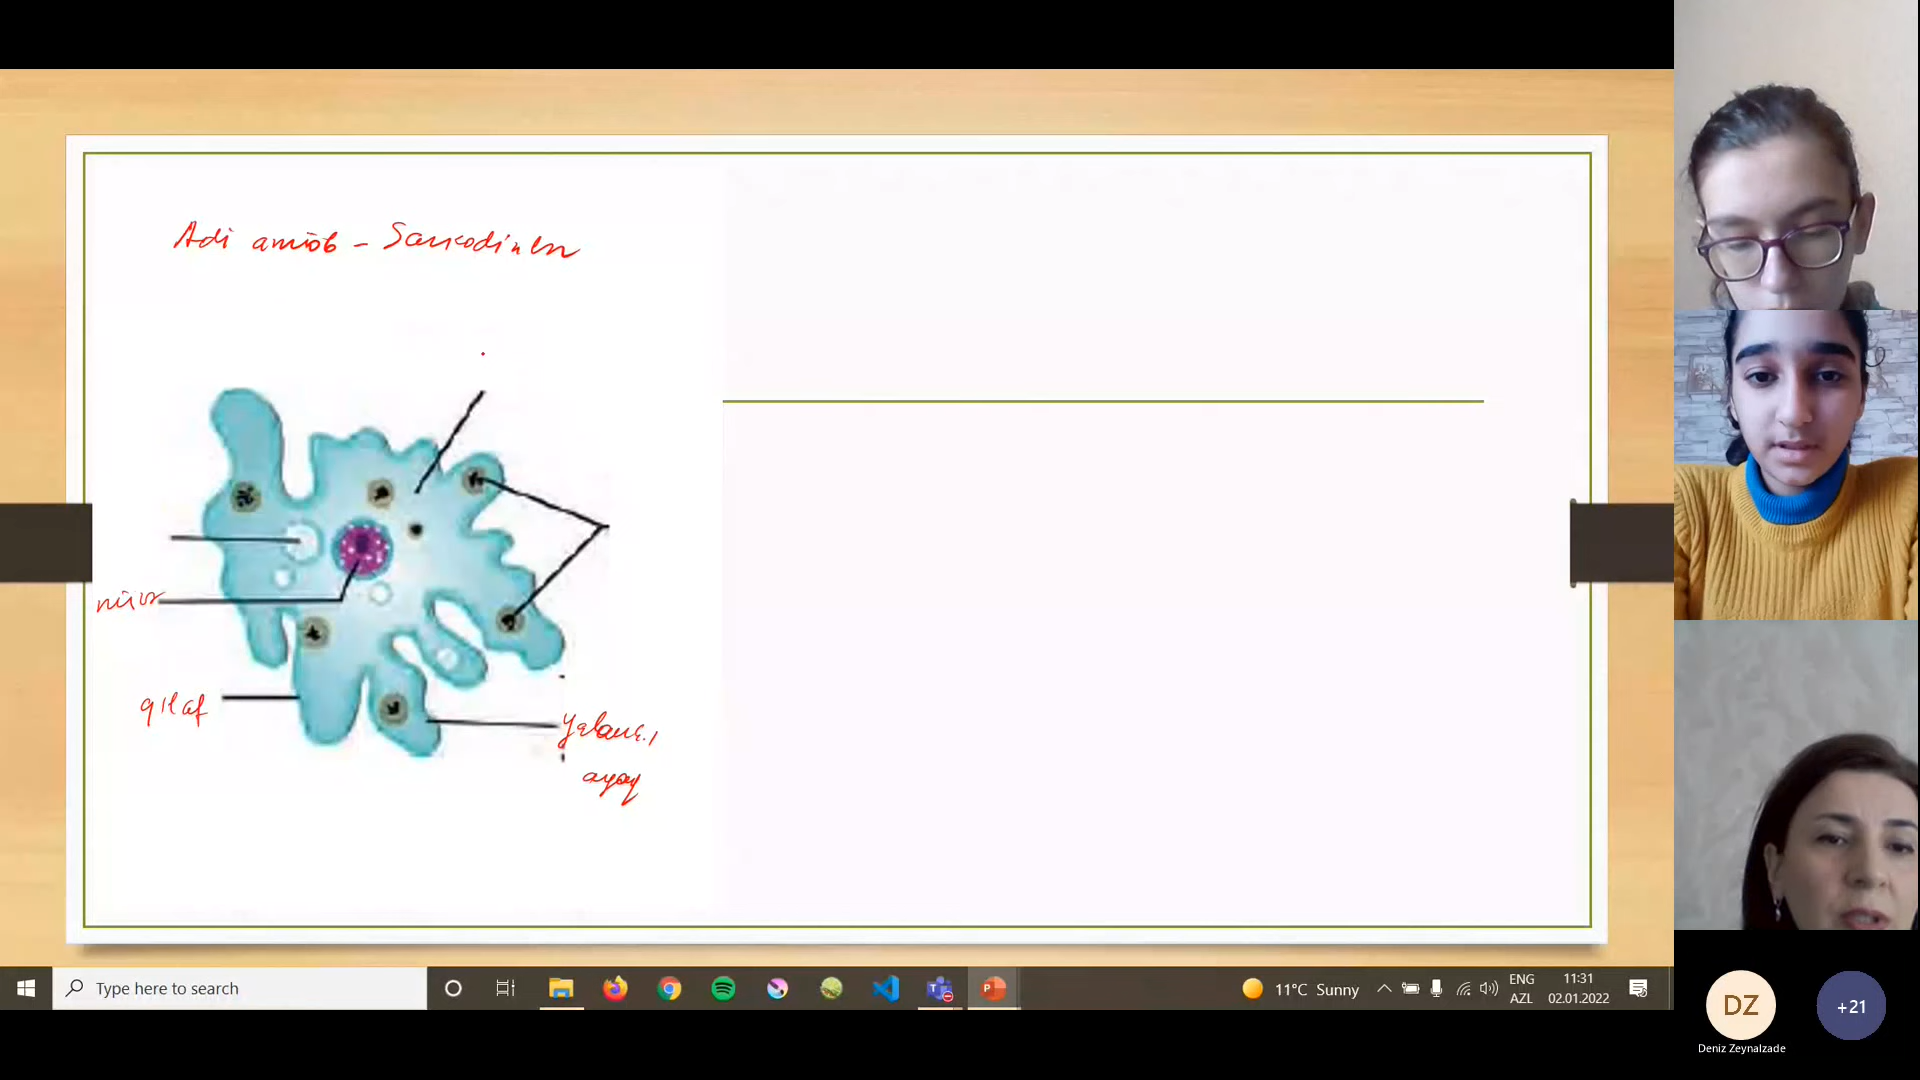 Adi amöb - Sarkodinlər
nüvə
qılaf
yalançı
ayaq
Type here to search
11°C Sunny
ENG
AZL
11:31
02.01.2022
DZ
+21
Deniz Zeynalzade